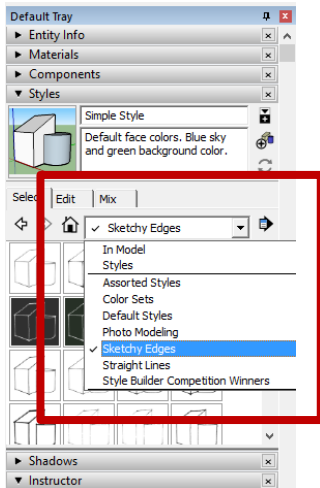 Default Tray
Entity Info
Materials
Components
Styles
Simple Style
Default face colors. Blue sky
and green background color.
Select Edit Mix
Sketchy Edges
In Model
Styles
Assorted Styles
Color Sets
Default Styles
Photo Modeling
Sketchy Edges
Straight Lines
Style Builder Competition Winners
Shadows
Instructor